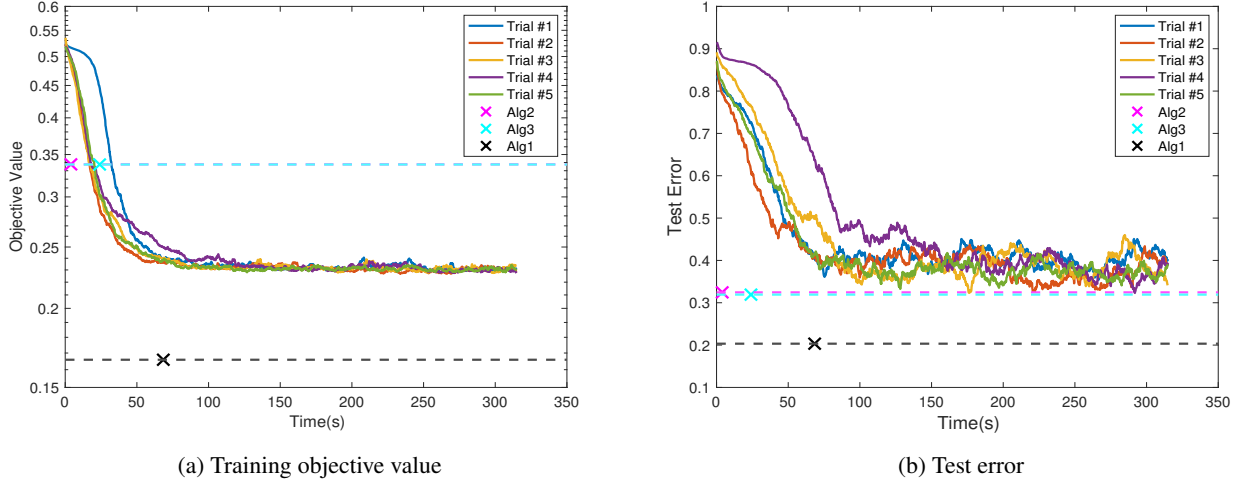 0.6
0.55
0.5
0.45
0.4
0.35
0.3
0.25
0.2
0.15
Objective Value
0 50 100 150 200 250 300 350
Time(s)
Trial #1
Trial #2
Trial #3
Trial #4
Trial #5
Alg2
Alg3
Alg1
(a) Training objective value
1
0.9
0.8
0.7
0.6
0.5
0.4
0.3
0.2
0.1
Test Error
0 50 100 150 200 250 300 350
Time(s)
Trial #1
Trial #2
Trial #3
Trial #4
Trial #5
Alg2
Alg3
Alg1
(b) Test error